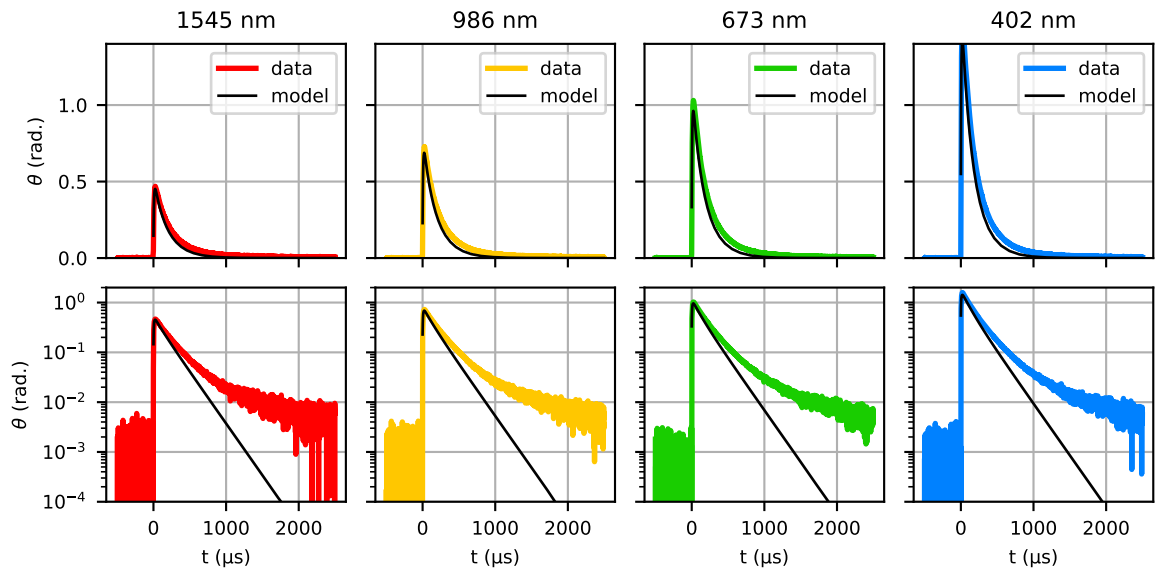 1545 nm
986 nm
673 nm
402 nm
θ (rad.)
1.0
0.5
0.0
data
model
data
model
data
model
data
model
θ (rad.)
10⁰
10⁻¹
10⁻²
10⁻³
10⁻⁴
0 1000 2000
0 1000 2000
0 1000 2000
0 1000 2000
t (µs)
t (µs)
t (µs)
t (µs)